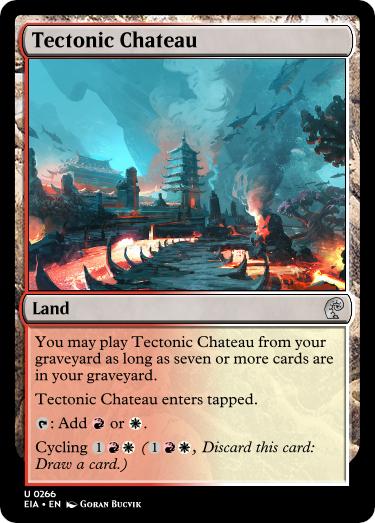 Tectonic Chateau
Land
You may play Tectonic Chateau from your
graveyard as long as seven or more cards are
in your graveyard.
Tectonic Chateau enters tapped.
: Add or .
Cycling 1 (1, Discard this card:
Draw a card.)
U 0266
EIA • EN Goran Bucvik